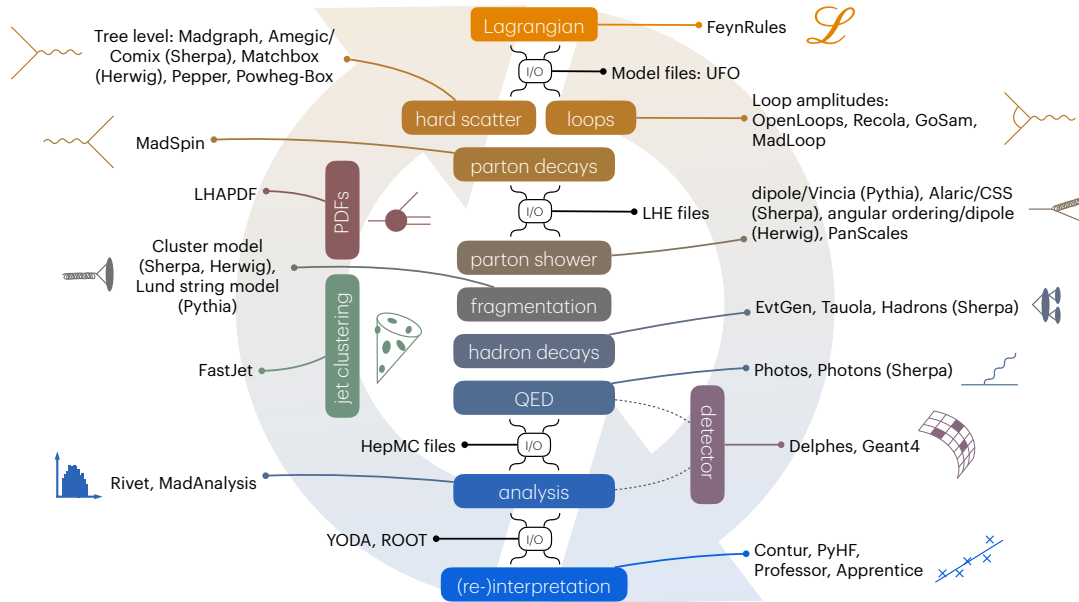 Lagrangian
FeynRules
ℒ
Tree level: Madgraph, Amegic/
Comix (Sherpa), Matchbox
(Herwig), Pepper, Powheg-Box
I/O
Model files: UFO
hard scatter
loops
Loop amplitudes:
OpenLoops, Recola, GoSam,
MadLoop
MadSpin
parton decays
LHAPDF
PDFs
I/O
LHE files
dipole/Vincia (Pythia), Alaric/CSS
(Sherpa), angular ordering/dipole
(Herwig), PanScales
parton shower
Cluster model
(Sherpa, Herwig),
Lund string model
(Pythia)
fragmentation
EvtGen, Tauola, Hadrons (Sherpa)
hadron decays
jet clustering
FastJet
QED
Photos, Photons (Sherpa)
detector
Delphes, Geant4
HepMC files
I/O
Rivet, MadAnalysis
analysis
YODA, ROOT
I/O
(re-)interpretation
Contur, PyHF,
Professor, Apprentice